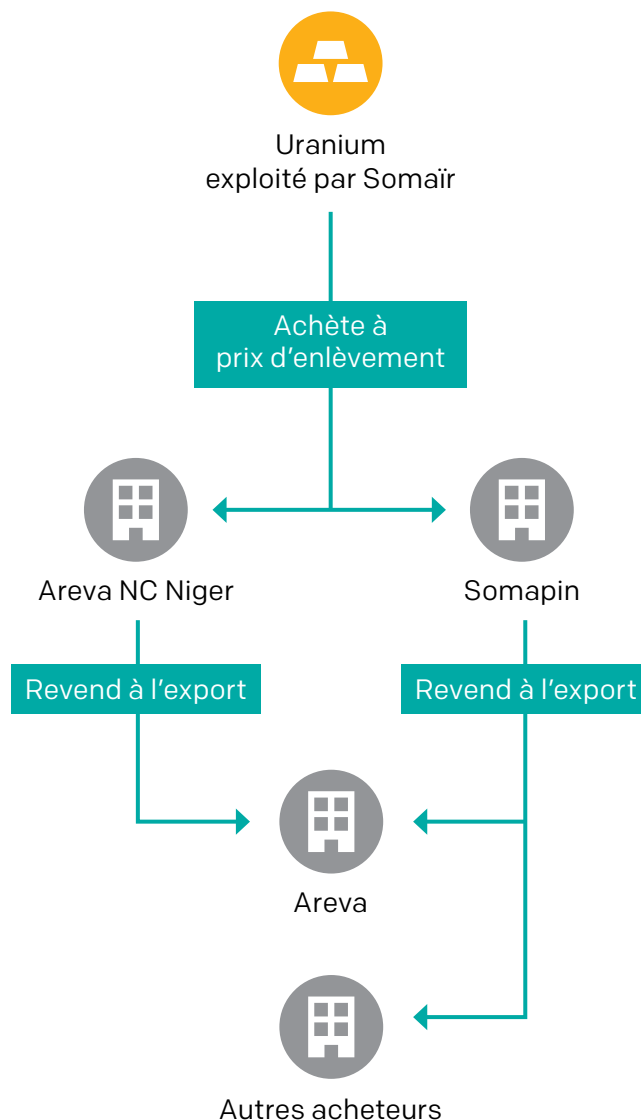 Uranium
exploité par Somaïr
Achète à
prix d’enlèvement
Areva NC Niger
Somapin
Revend à l’export
Revend à l’export
Areva
Autres acheteurs